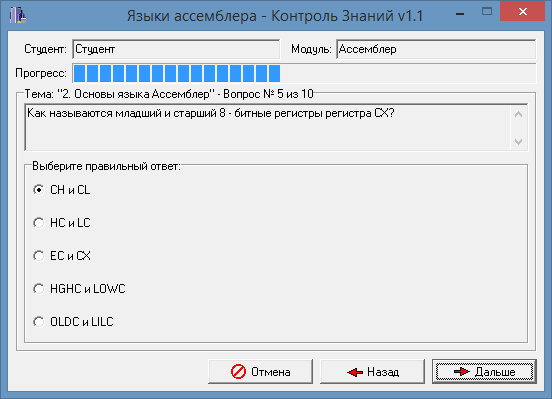 Языки ассемблера - Контроль Знаний v1.1
Студент: Студент Модуль: Ассемблер
Прогресс:
Тема: "2. Основы языка Ассемблер" - Вопрос № 5 из 10
Как называются младший и старший 8 - битные регистры регистра CX?
Выберите правильный ответ:
CH и CL
HC и LC
EC и CX
HGHC и LOWC
OLDC и LILC
Отмена Назад Дальше